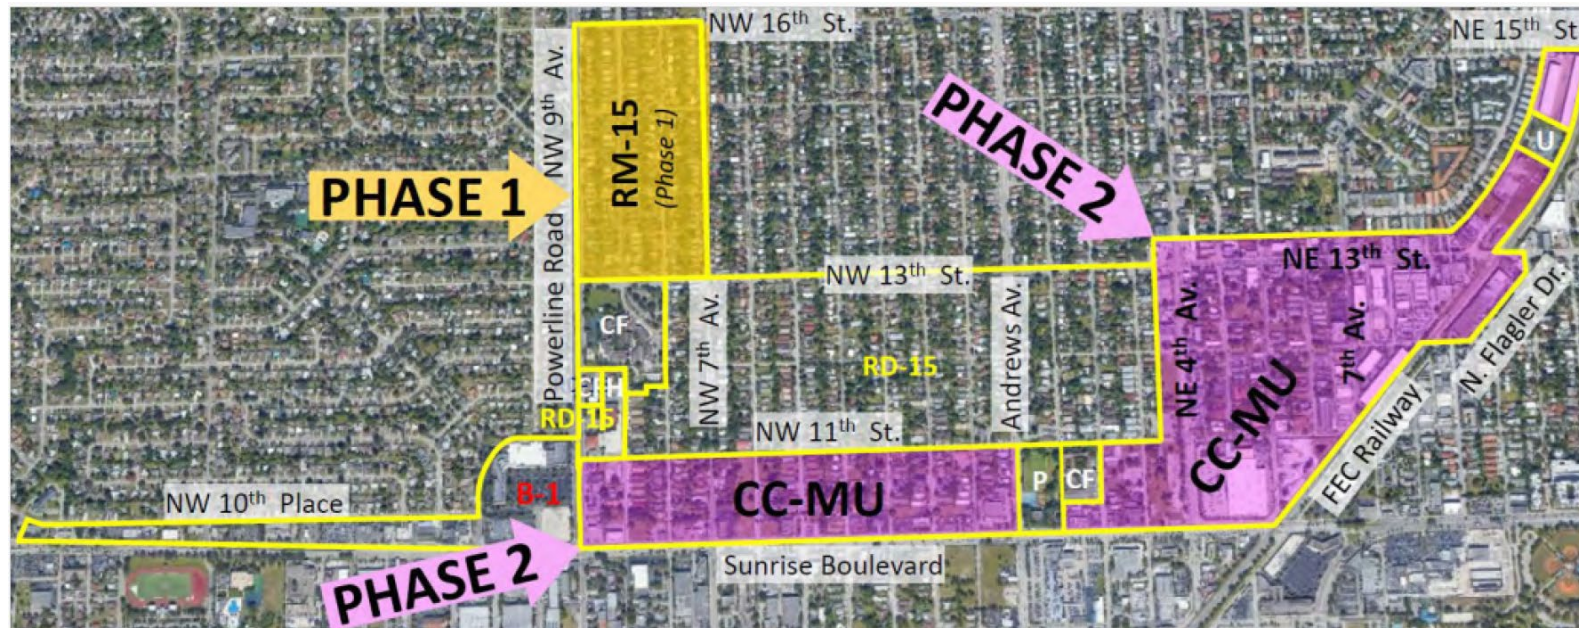 NW 16th St.
NE 15th St
Powerline Road NW 9th Av.
RM-15
(Phase 1)
PHASE 1
PHASE 2
U
NW 13th St.
NE 13th St.
CF
NW 7th Av.
RD-15
Andrews Av.
NE 4th Av.
7th Av.
N. Flagler Dr.
RD-15
NW 11th St.
CC-MU
FEC Railway
NW 10th Place
B-1
CC-MU
P
CF
PHASE 2
Sunrise Boulevard